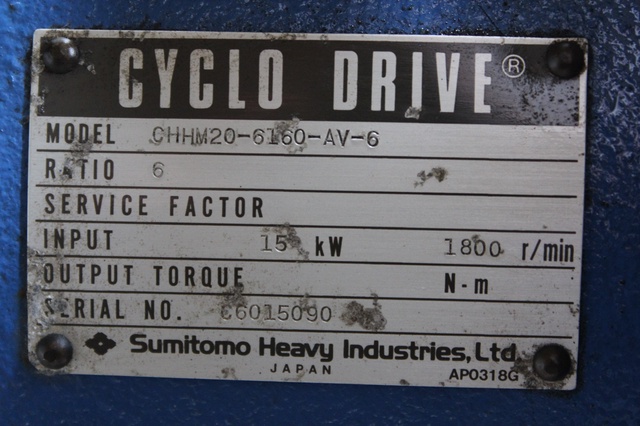 CYCLO DRIVE®
MODEL CHHM20-6160-AV-6
RATIO 6
SERVICE FACTOR
INPUT 15 kW 1800 r/min
OUTPUT TORQUE N-m
SERIAL NO. C6015090
Sumitomo Heavy Industries, Ltd.
JAPAN
AP0318G